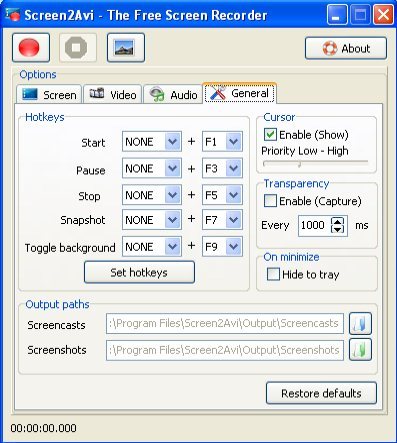 Screen2Avi - The Free Screen Recorder
About
Options
Screen Video Audio General
Hotkeys
Start NONE + F1
Pause NONE + F3
Stop NONE + F5
Snapshot NONE + F7
Toggle background NONE + F9
Set hotkeys
Cursor
Enable (Show)
Priority Low - High
Transparency
Enable (Capture)
Every 1000 ms
On minimize
Hide to tray
Output paths
Screencasts :\Program Files\Screen2Avi\Output\Screencasts
Screenshots :\Program Files\Screen2Avi\Output\Screenshots
Restore defaults
00:00:00.000